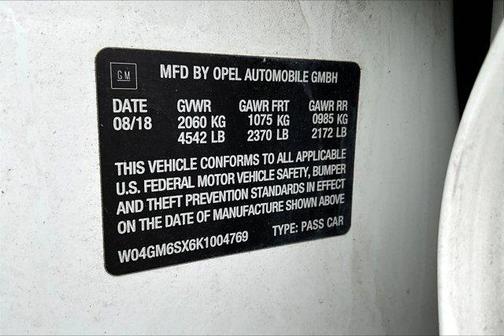 GM
MFD BY OPEL AUTOMOBILE GMBH
DATE GVWR GAWR FRT GAWR RR
08/18 2060 KG 1075 KG 0985 KG
4542 LB 2370 LB 2172 LB
THIS VEHICLE CONFORMS TO ALL APPLICABLE
U.S. FEDERAL MOTOR VEHICLE SAFETY, BUMPER
AND THEFT PREVENTION STANDARDS IN EFFECT
ON THE DATE OF MANUFACTURE SHOWN ABOVE
W04GM6SX6K1004769 TYPE: PASS CAR